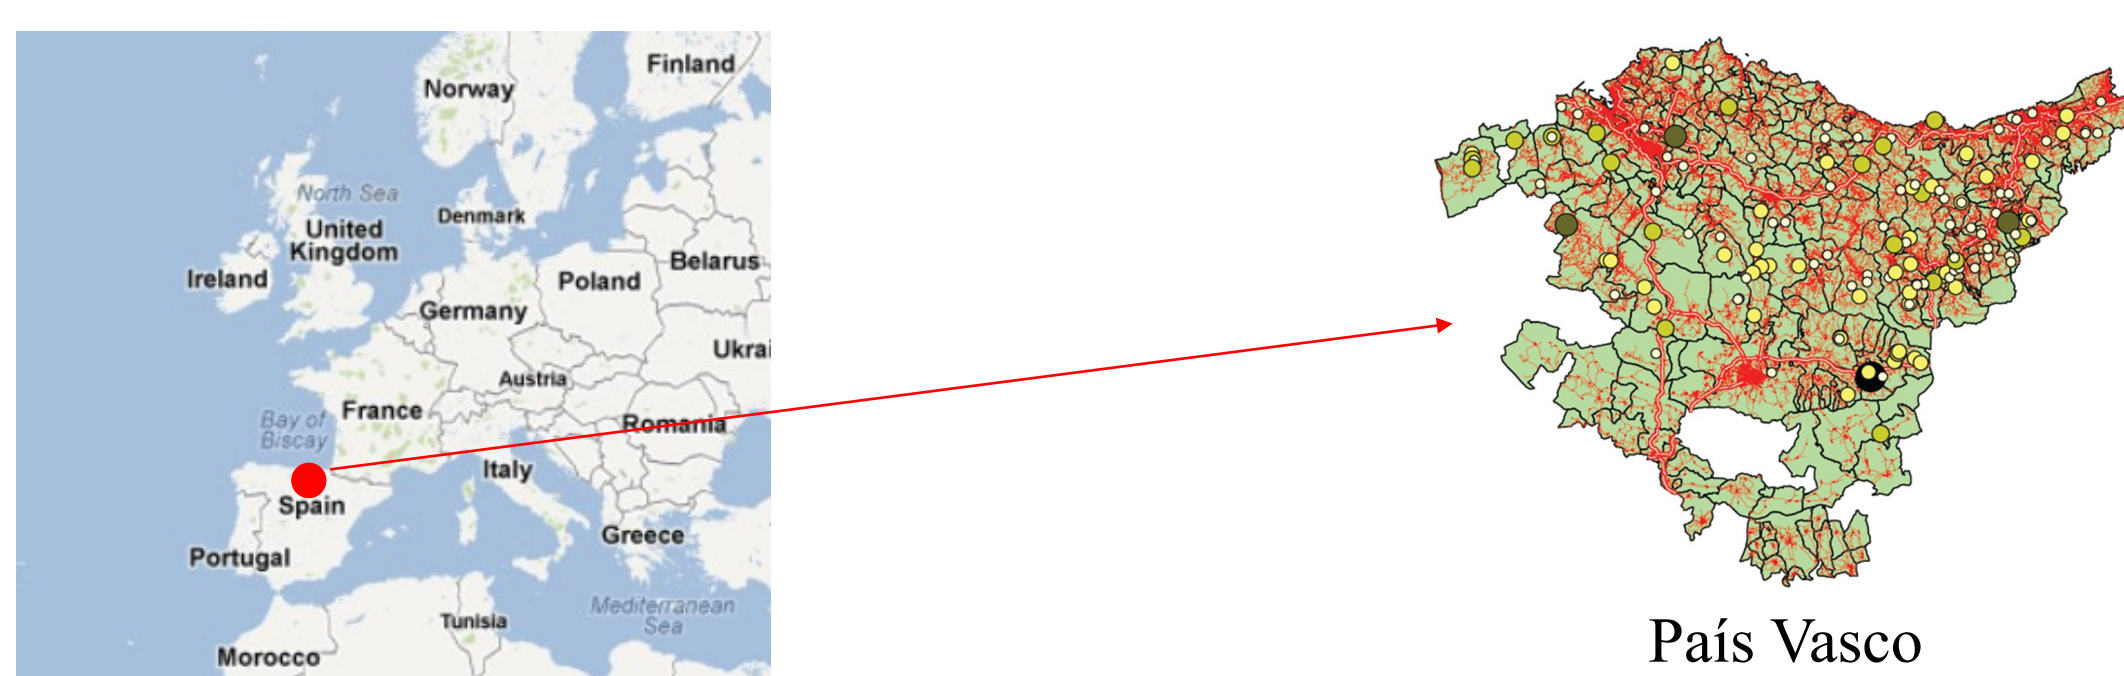 Finland
Norway
North Sea
Denmark
United
Kingdom
Ireland
Belarus
Poland
Germany
Ukrai
Austria
France
Bay of
Biscay
Romania
Italy
Spain
Greece
Portugal
Mediterranean
Sea
Tunisia
Morocco
País Vasco